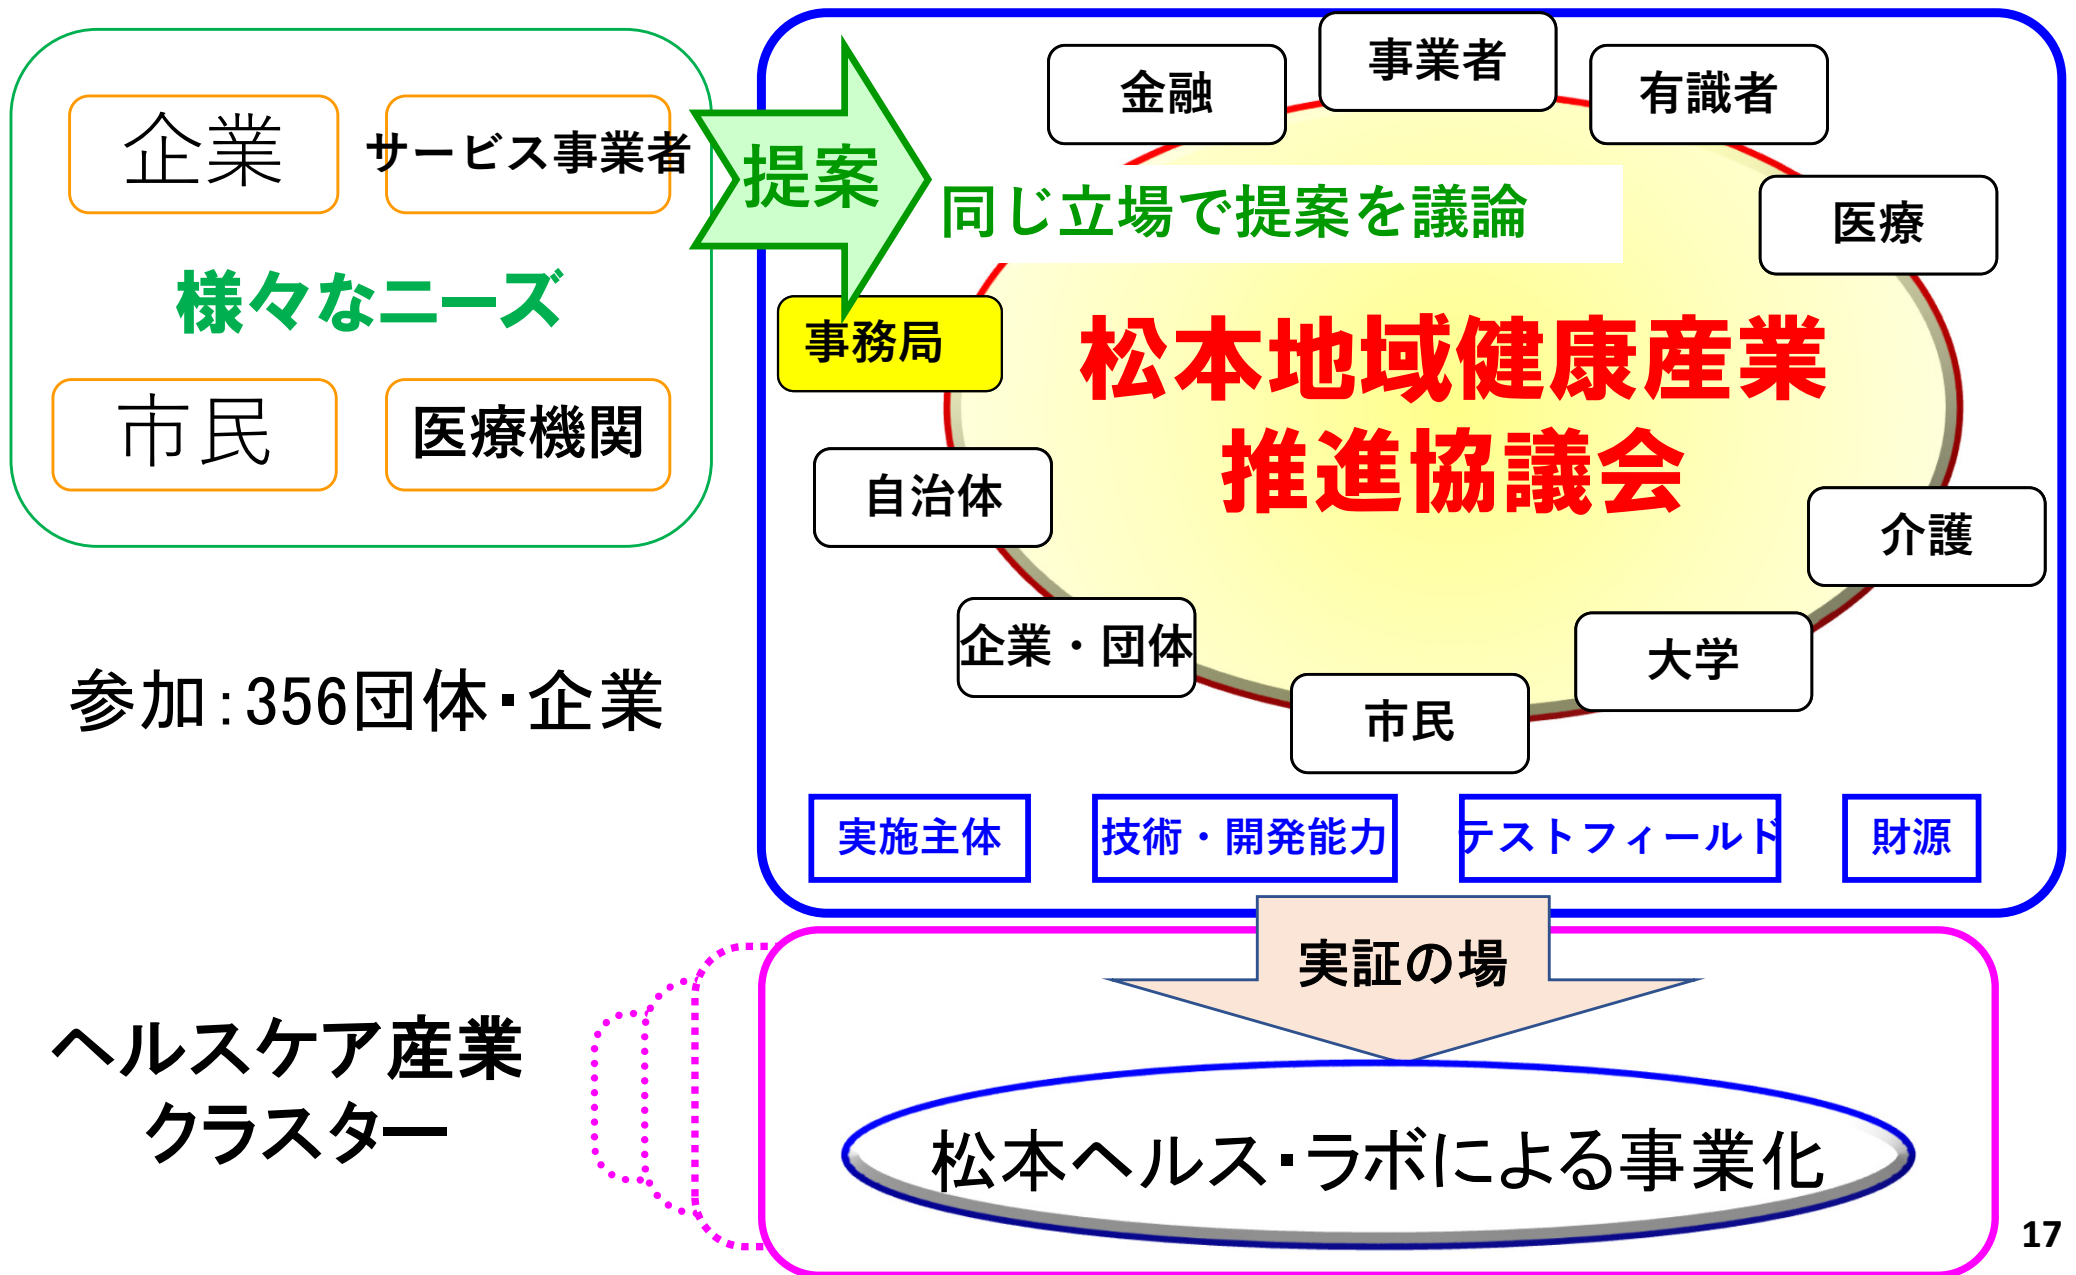 企業
サービス事業者
様々なニーズ
市民
医療機関
提案
金融
事業者
有識者
同じ立場で提案を議論
医療
事務局
松本地域健康産業
推進協議会
自治体
介護
企業・団体
大学
市民
参加:356団体・企業
実施主体
技術・開発能力
テストフィールド
財源
実証の場
ヘルスケア産業
クラスター
松本ヘルス・ラボによる事業化
17